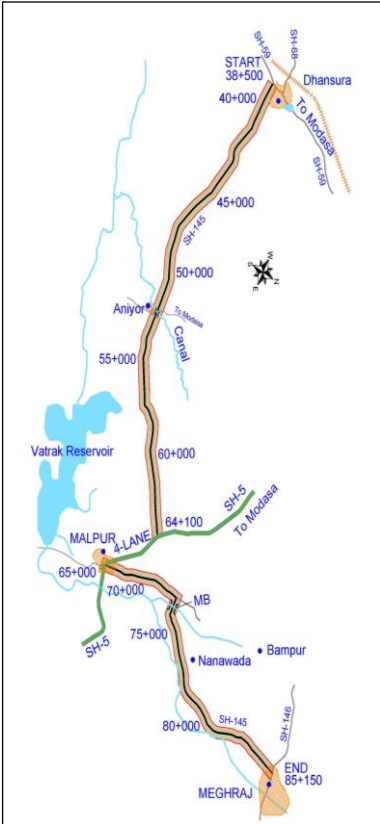 SH-59
SH-68
START
38+500
Dhansura
40+000
To Modasa
SH-59
45+000
SH-145
W
N
S
E
50+000
Aniyor
To Modasa
Canal
55+000
Vatrak Reservoir
60+000
SH-5
To Modasa
64+100
4-LANE
MALPUR
65+000
70+000
MB
75+000
SH-5
Bampur
Nanawada
80+000
SH-145
SH-146
END
85+150
MEGHRAJ